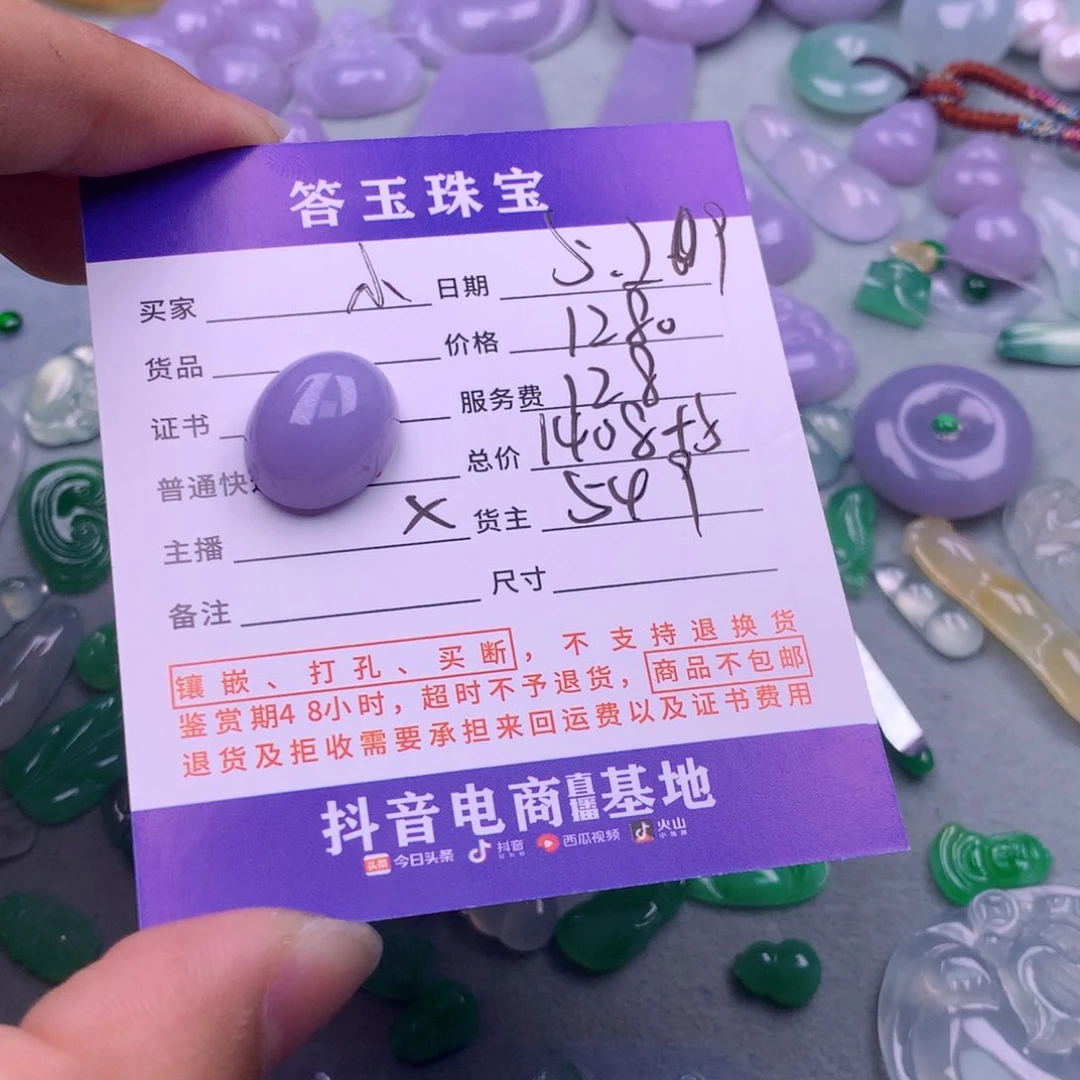 答玉珠宝
买家 小 日期
货品 价格 1280
证书 服务费 128
普通快 总价 1408+
主播 X 货主 549
备注 尺寸
镶嵌、打孔、买断，不支持退换货
鉴赏期48小时，超时不予退货，商品不包邮
退货及拒收需要承担来回运费以及证书费用
抖音电商直播基地
头条 今日头条 抖音 西瓜视频 火山